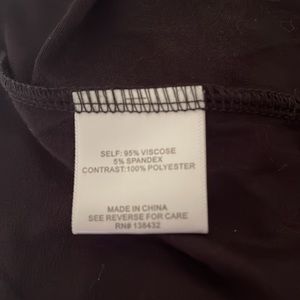 SELF: 95% VISCOSE
5% SPANDEX
CONTRAST:100% POLYESTER
MADE IN CHINA
SEE REVERSE FOR CARE
RN# 138432